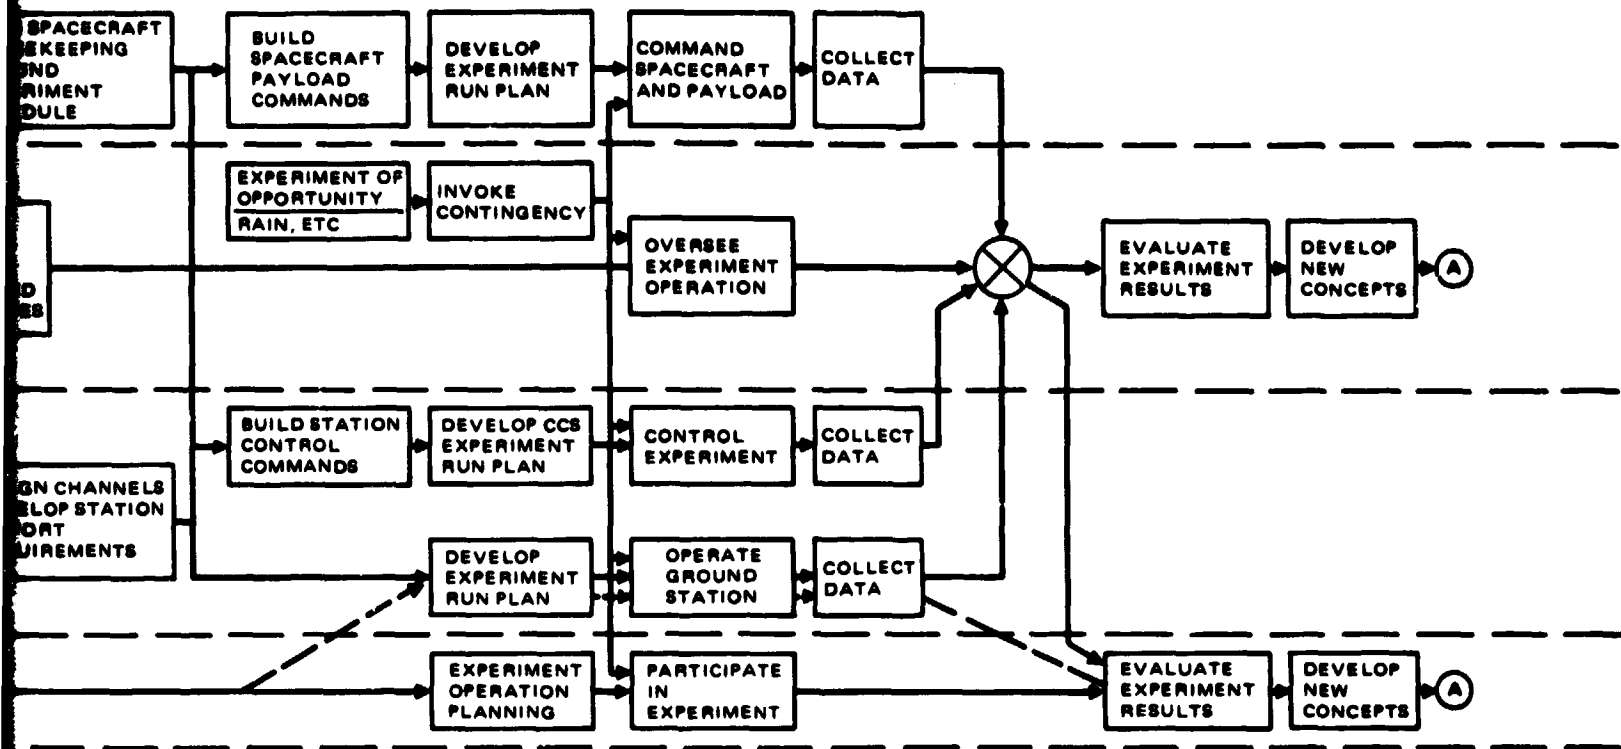 SPACECRAFT
EKEEPING
RIMENT
DULE
BUILD
SPACECRAFT
PAYLOAD
COMMANDS
DEVELOP
EXPERIMENT
RUN PLAN
COMMAND
SPACECRAFT
AND PAYLOAD
COLLECT
DATA
EXPERIMENT OF
OPPORTUNITY
RAIN, ETC
INVOKE
CONTINGENCY
D
ES
OVERSEE
EXPERIMENT
OPERATION
EVALUATE
EXPERIMENT
RESULTS
DEVELOP
NEW
CONCEPTS
A
GN CHANNELS
ELOP STATION
ORT
UIREMENTS
BUILD STATION
CONTROL
COMMANDS
DEVELOP CCS
EXPERIMENT
RUN PLAN
CONTROL
EXPERIMENT
COLLECT
DATA
DEVELOP
EXPERIMENT
RUN PLAN
OPERATE
GROUND
STATION
COLLECT
DATA
EXPERIMENT
OPERATION
PLANNING
PARTICIPATE
IN
EXPERIMENT
EVALUATE
EXPERIMENT
RESULTS
DEVELOP
NEW
CONCEPTS
A